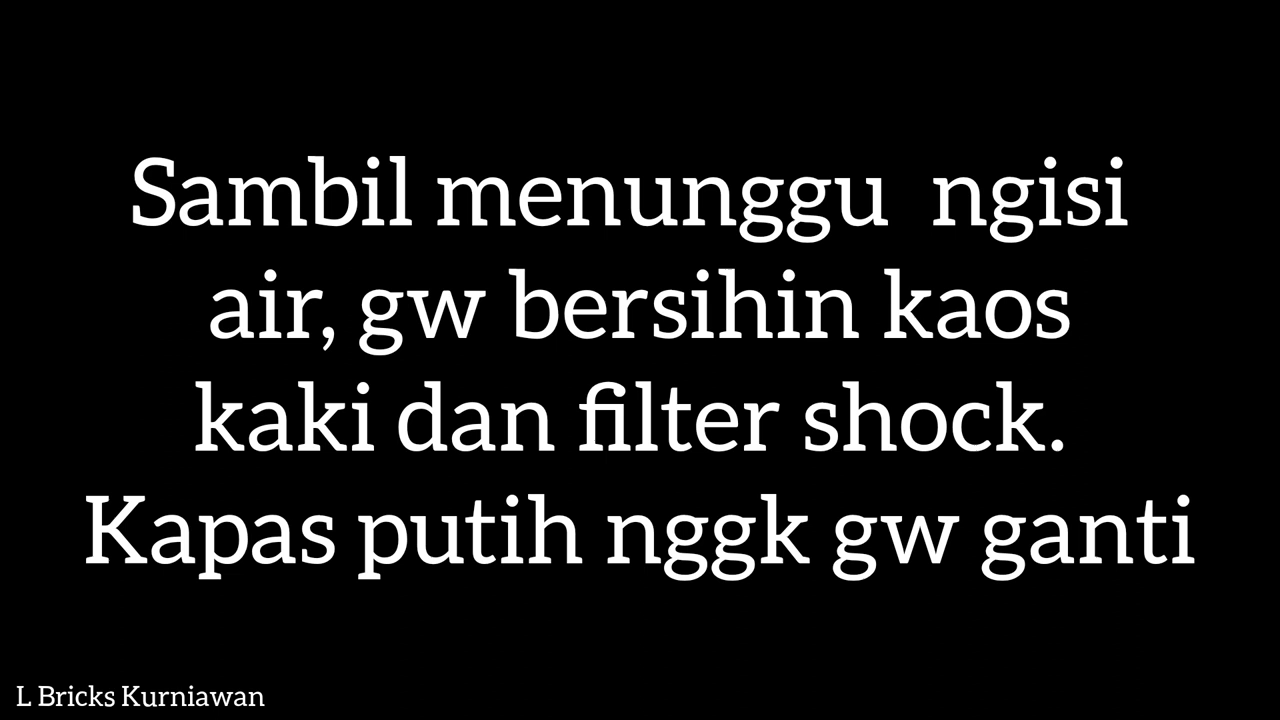 Sambil menunggu  ngisi
air, gw bersihin kaos
kaki dan filter shock.
Kapas putih nggk gw ganti
L Bricks Kurniawan